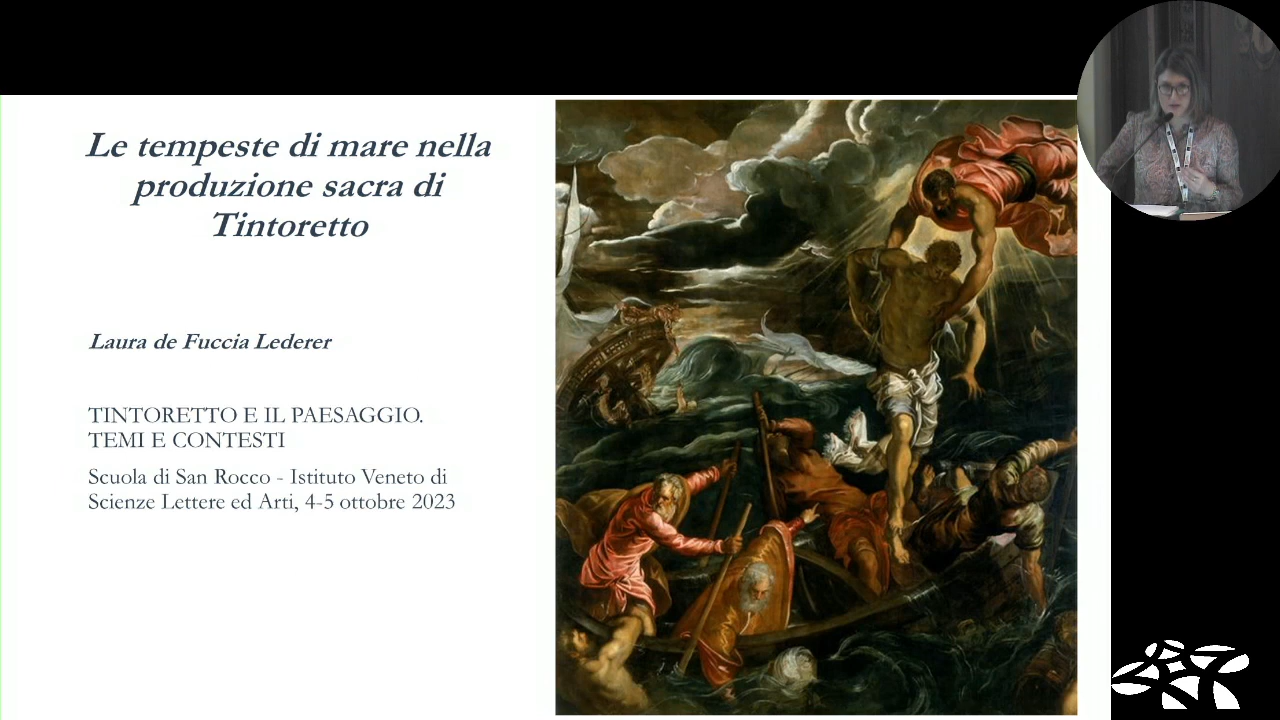 Le tempeste di mare nella
produzione sacra di
Tintoretto
Laura de Fuccia Lederer
TINTORETTO E IL PAESAGGIO.
TEMI E CONTESTI
Scuola di San Rocco - Istituto Veneto di
Scienze Lettere ed Arti, 4-5 ottobre 2023